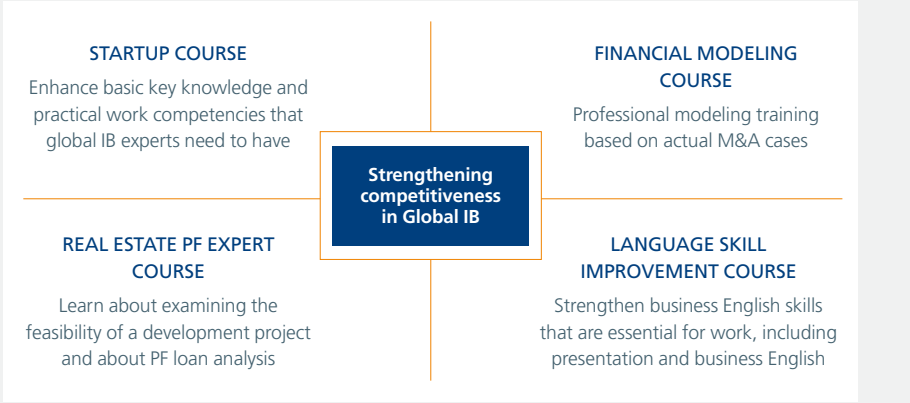 STARTUP COURSE
Enhance basic key knowledge and
practical work competencies that
global IB experts need to have
FINANCIAL MODELING
COURSE
Professional modeling training
based on actual M&A cases
Strengthening
competitiveness
in Global IB
REAL ESTATE PF EXPERT
COURSE
Learn about examining the
feasibility of a development project
and about PF loan analysis
LANGUAGE SKILL
IMPROVEMENT COURSE
Strengthen business English skills
that are essential for work, including
presentation and business English